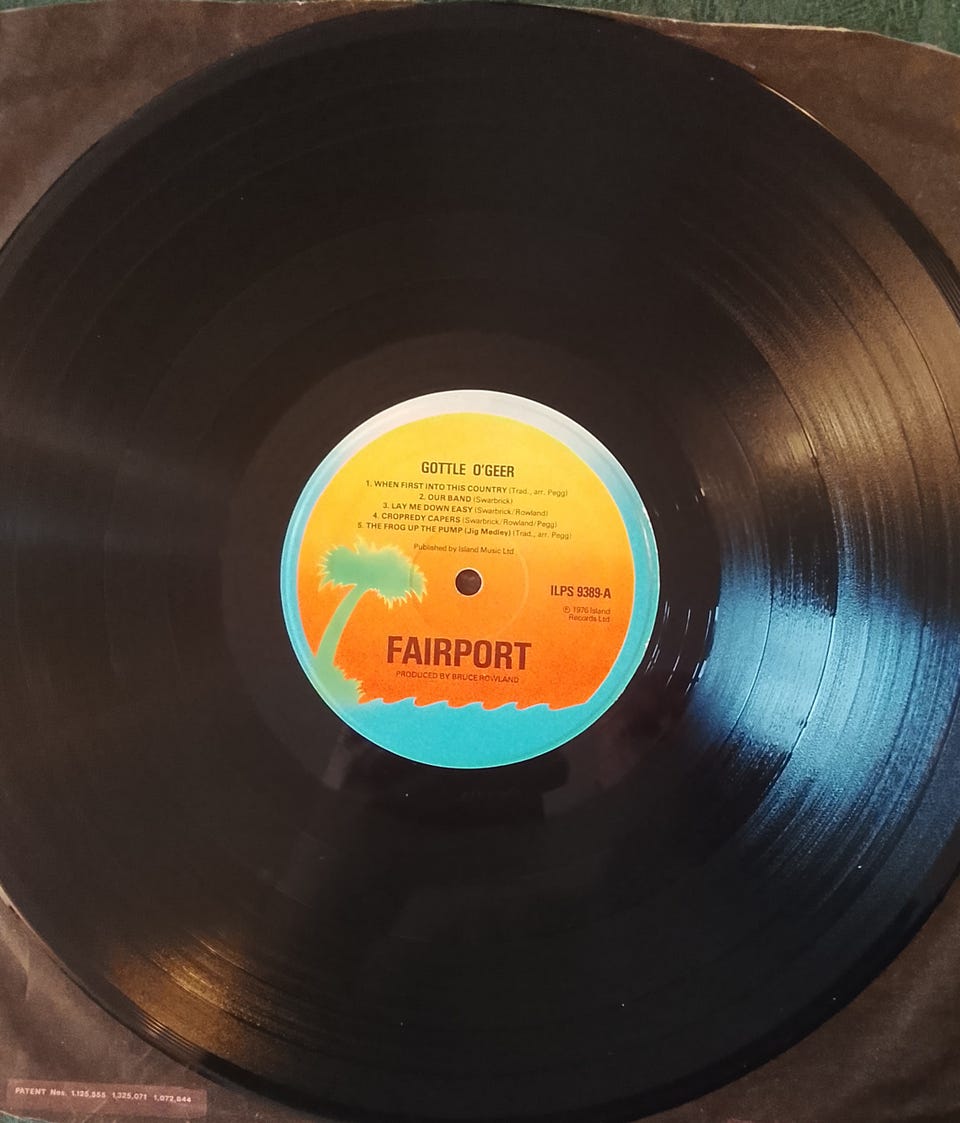 GOTTLE O'GEER
1. WHEN FIRST INTO THIS COUNTRY (Trad., arr. Pegg)
2. OUR BAND (Swarbrick)
3. LAY ME DOWN EASY (Swarbrick/Rowland)
4. CROPREDY CAPERS (Swarbrick/Rowland/Pegg)
5. THE FROG UP THE PUMP (Jig Medley) (Trad., arr. Pegg)
Published by Island Music Ltd
ILPS 9389-A
℗ 1976 Island
Records Ltd
FAIRPORT
PRODUCED BY BRUCE ROWLAND
PATENT Nos. 1,125,555 1,325,071 1,072,844